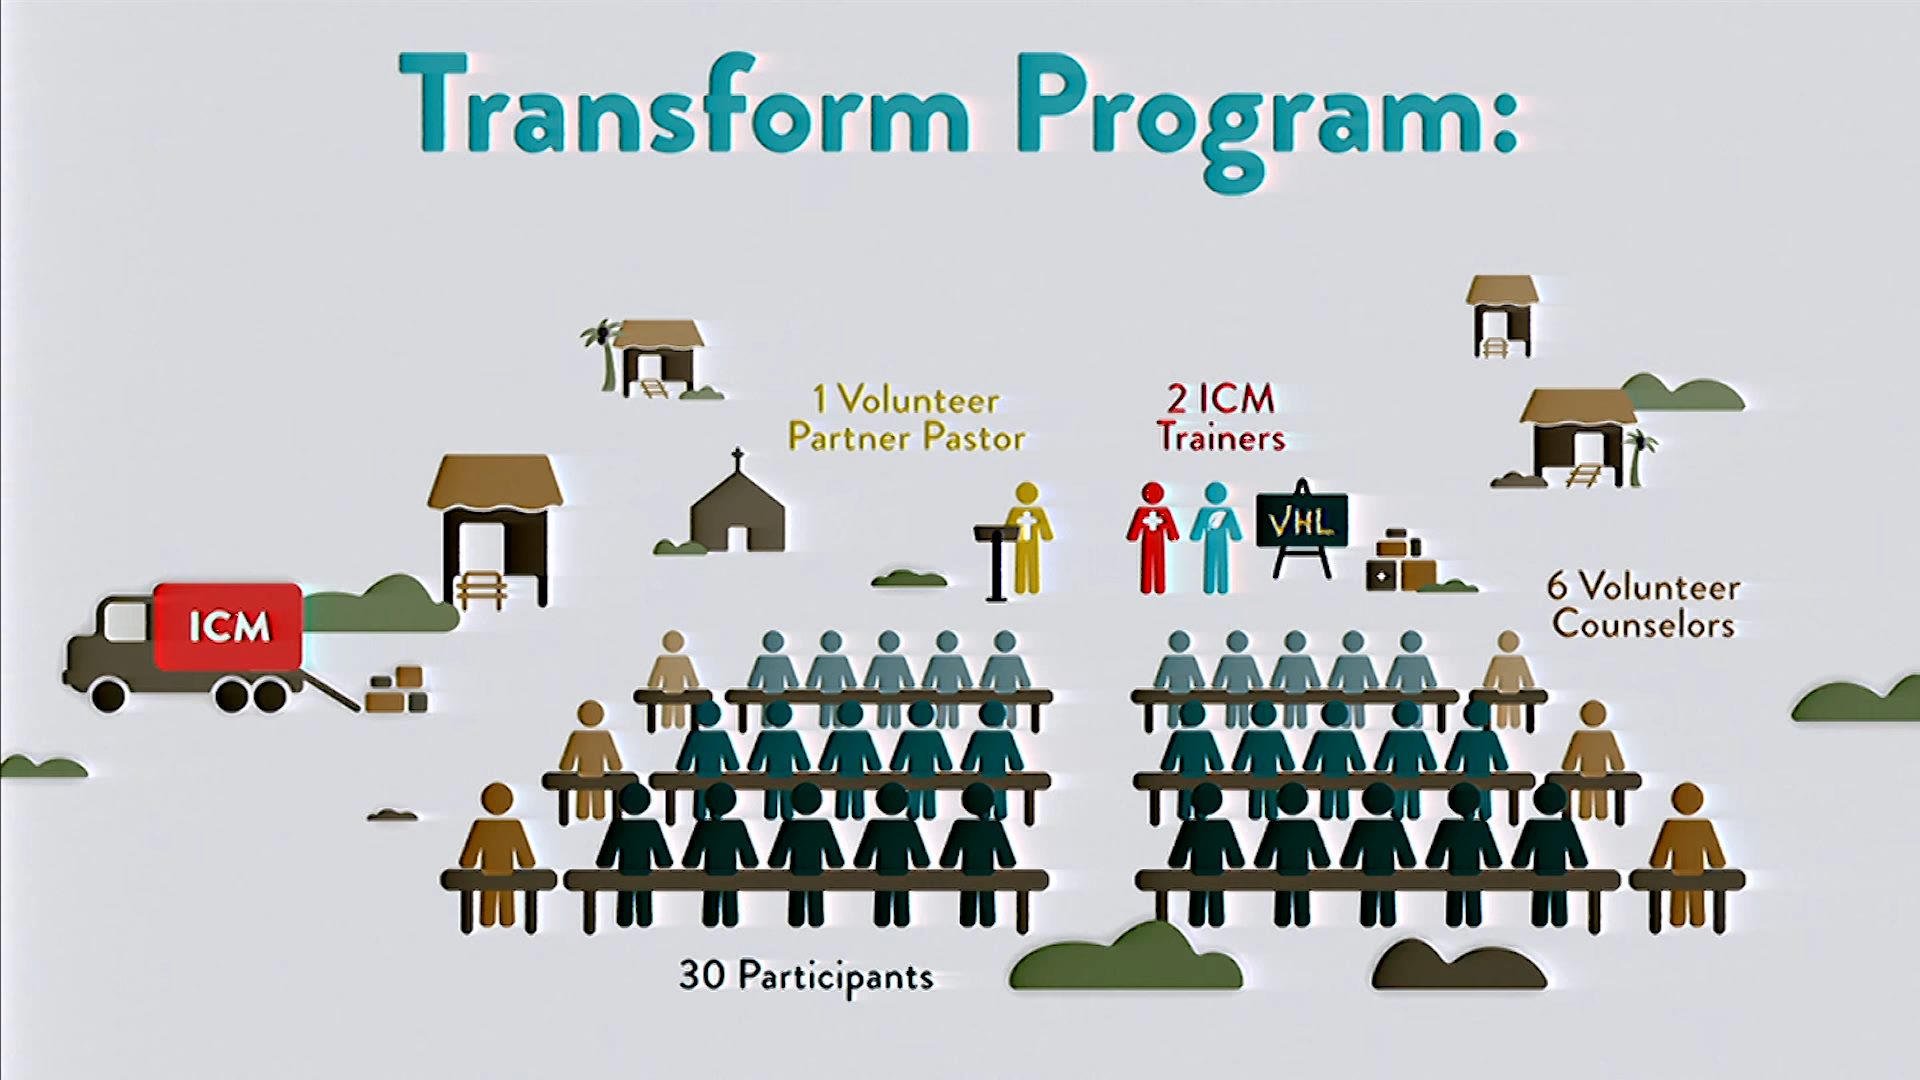 Transform Program:
1 Volunteer
Partner Pastor
2 ICM
Trainers
VHL
6 Volunteer
Counselors
ICM
30 Participants